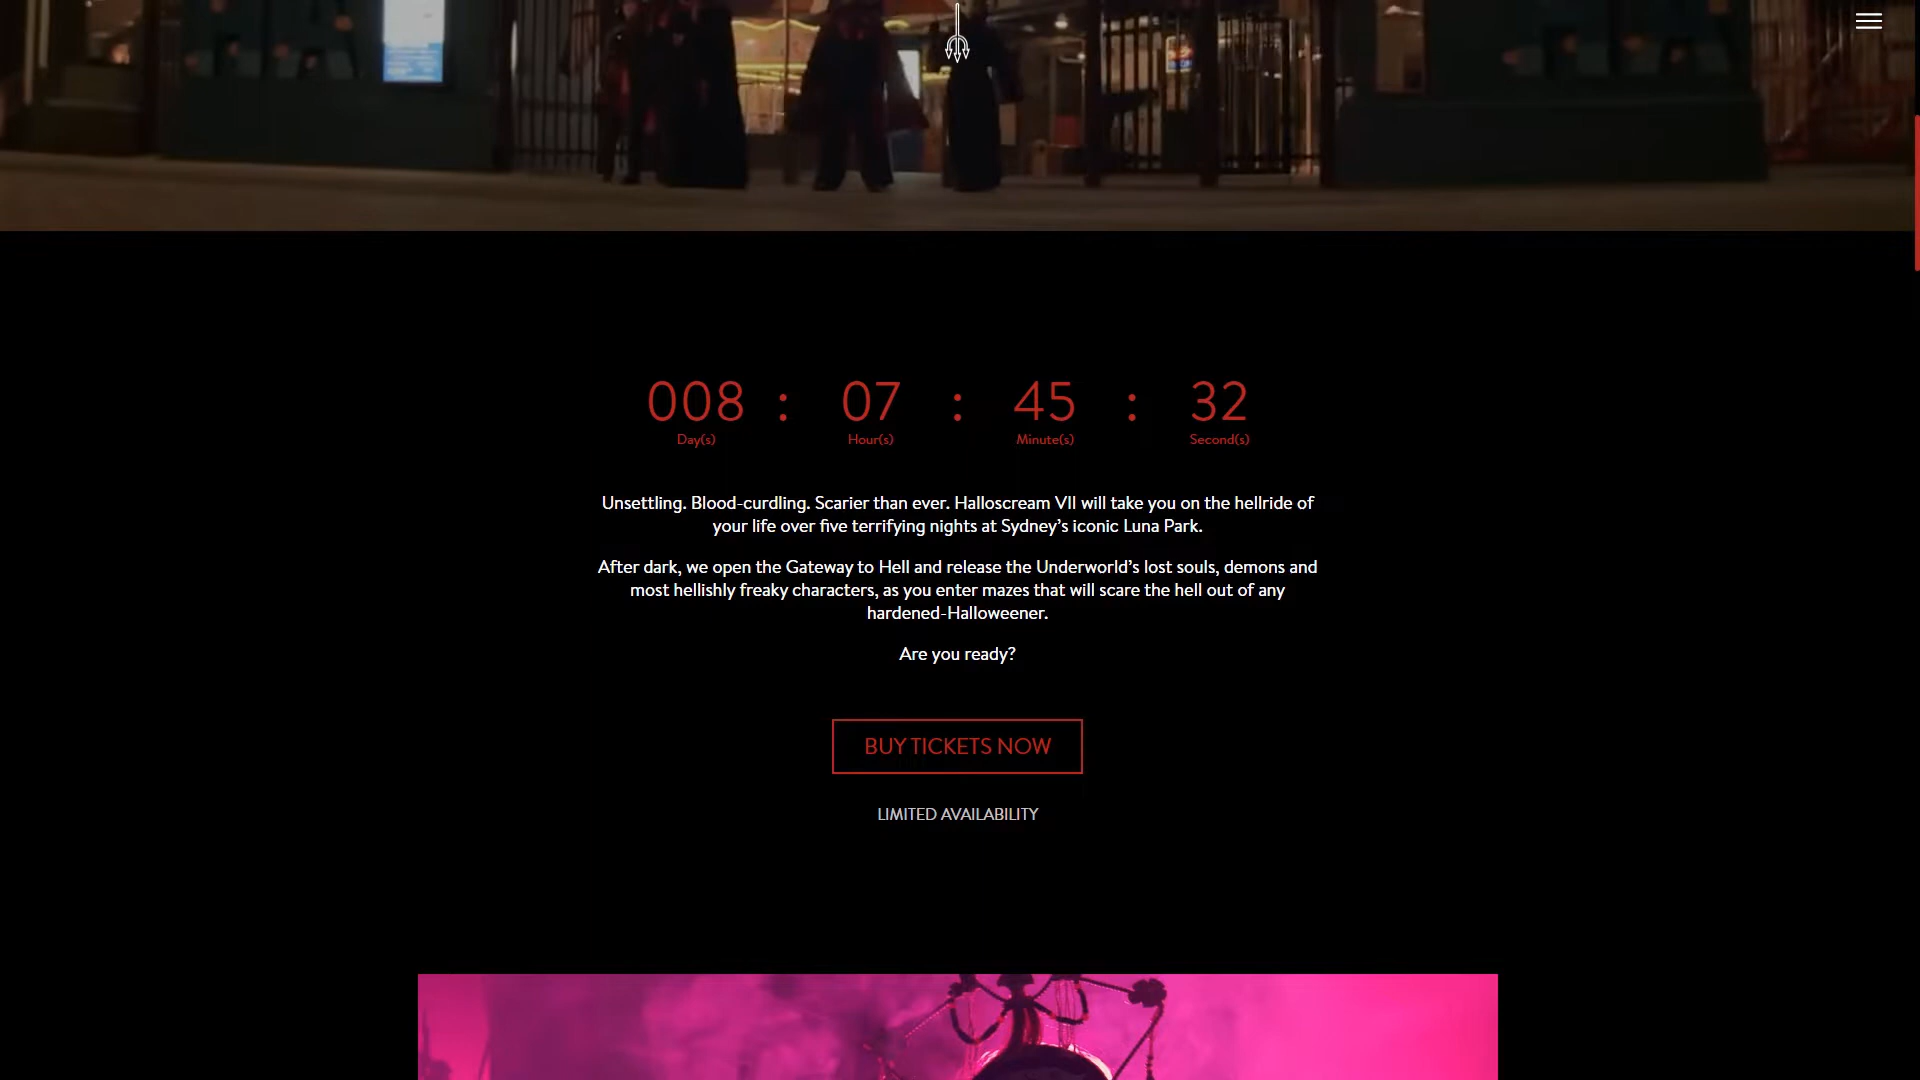 008 : 07 : 45 : 32
Day(s) Hour(s) Minute(s) Second(s)
Unsettling. Blood-curdling. Scarier than ever. Halloscream VII will take you on the hellride of
your life over five terrifying nights at Sydney’s iconic Luna Park.
After dark, we open the Gateway to Hell and release the Underworld’s lost souls, demons and
most hellishly freaky characters, as you enter mazes that will scare the hell out of any
hardened-Halloweener.
Are you ready?
BUY TICKETS NOW
LIMITED AVAILABILITY